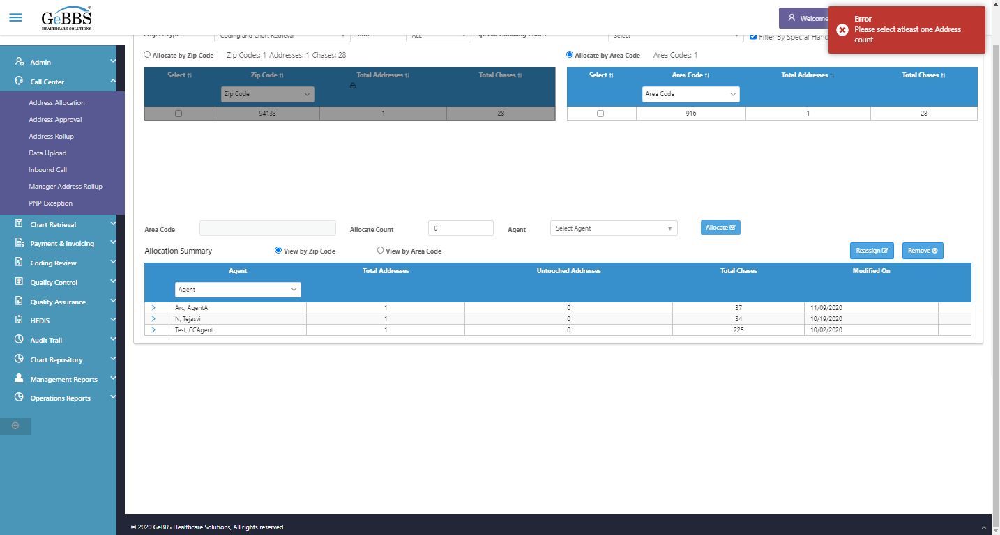 GeBBS®
HEALTHCARE SOLUTIONS
Welcome
Error
Please select atleast one Address
count
Project Type Coding and Chart Retrieval State ALL Special Handling Codes Select Filter By Special Hand
Allocate by Zip Code Zip Codes: 1 Addresses: 1 Chases: 28
Allocate by Area Code Area Codes: 1
Select Zip Code Total Addresses Total Chases
Zip Code
94133 1 28
Select Area Code Total Addresses Total Chases
Area Code
916 1 28
Admin
Call Center
Address Allocation
Address Approval
Address Rollup
Data Upload
Inbound Call
Manager Address Rollup
PNP Exception
Chart Retrieval
Payment & Invoicing
Coding Review
Quality Control
Quality Assurance
HEDIS
Audit Trail
Chart Repository
Management Reports
Operations Reports
Area Code Allocate Count 0 Agent Select Agent Allocate
Allocation Summary View by Zip Code View by Area Code Reassign Remove
Agent Total Addresses Untouched Addresses Total Chases Modified On
Agent
Arc, AgentA 1 0 37 11/09/2020
N, Tejasvi 1 0 34 10/19/2020
Test, CCAgent 1 0 225 10/02/2020
© 2020 GeBBS Healthcare Solutions, All rights reserved.